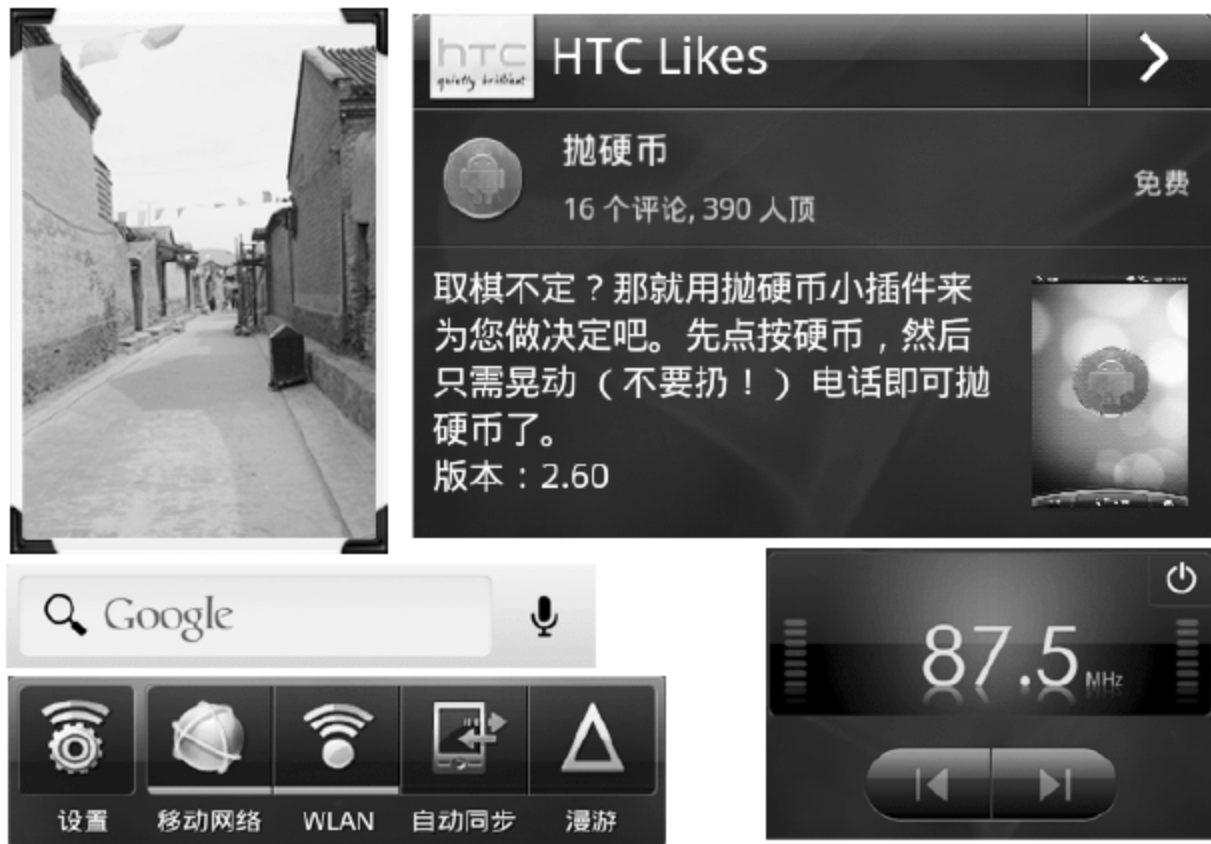 hTC
quietly brilliant
HTC Likes
抛硬币
16 个评论, 390 人顶
免费
取棋不定？那就用抛硬币小插件来
为您做决定吧。先点按硬币，然后
只需晃动（不要扔！）电话即可抛
硬币了。
版本：2.60
Google
87.5 MHz
设置 移动网络 WLAN 自动同步 漫游